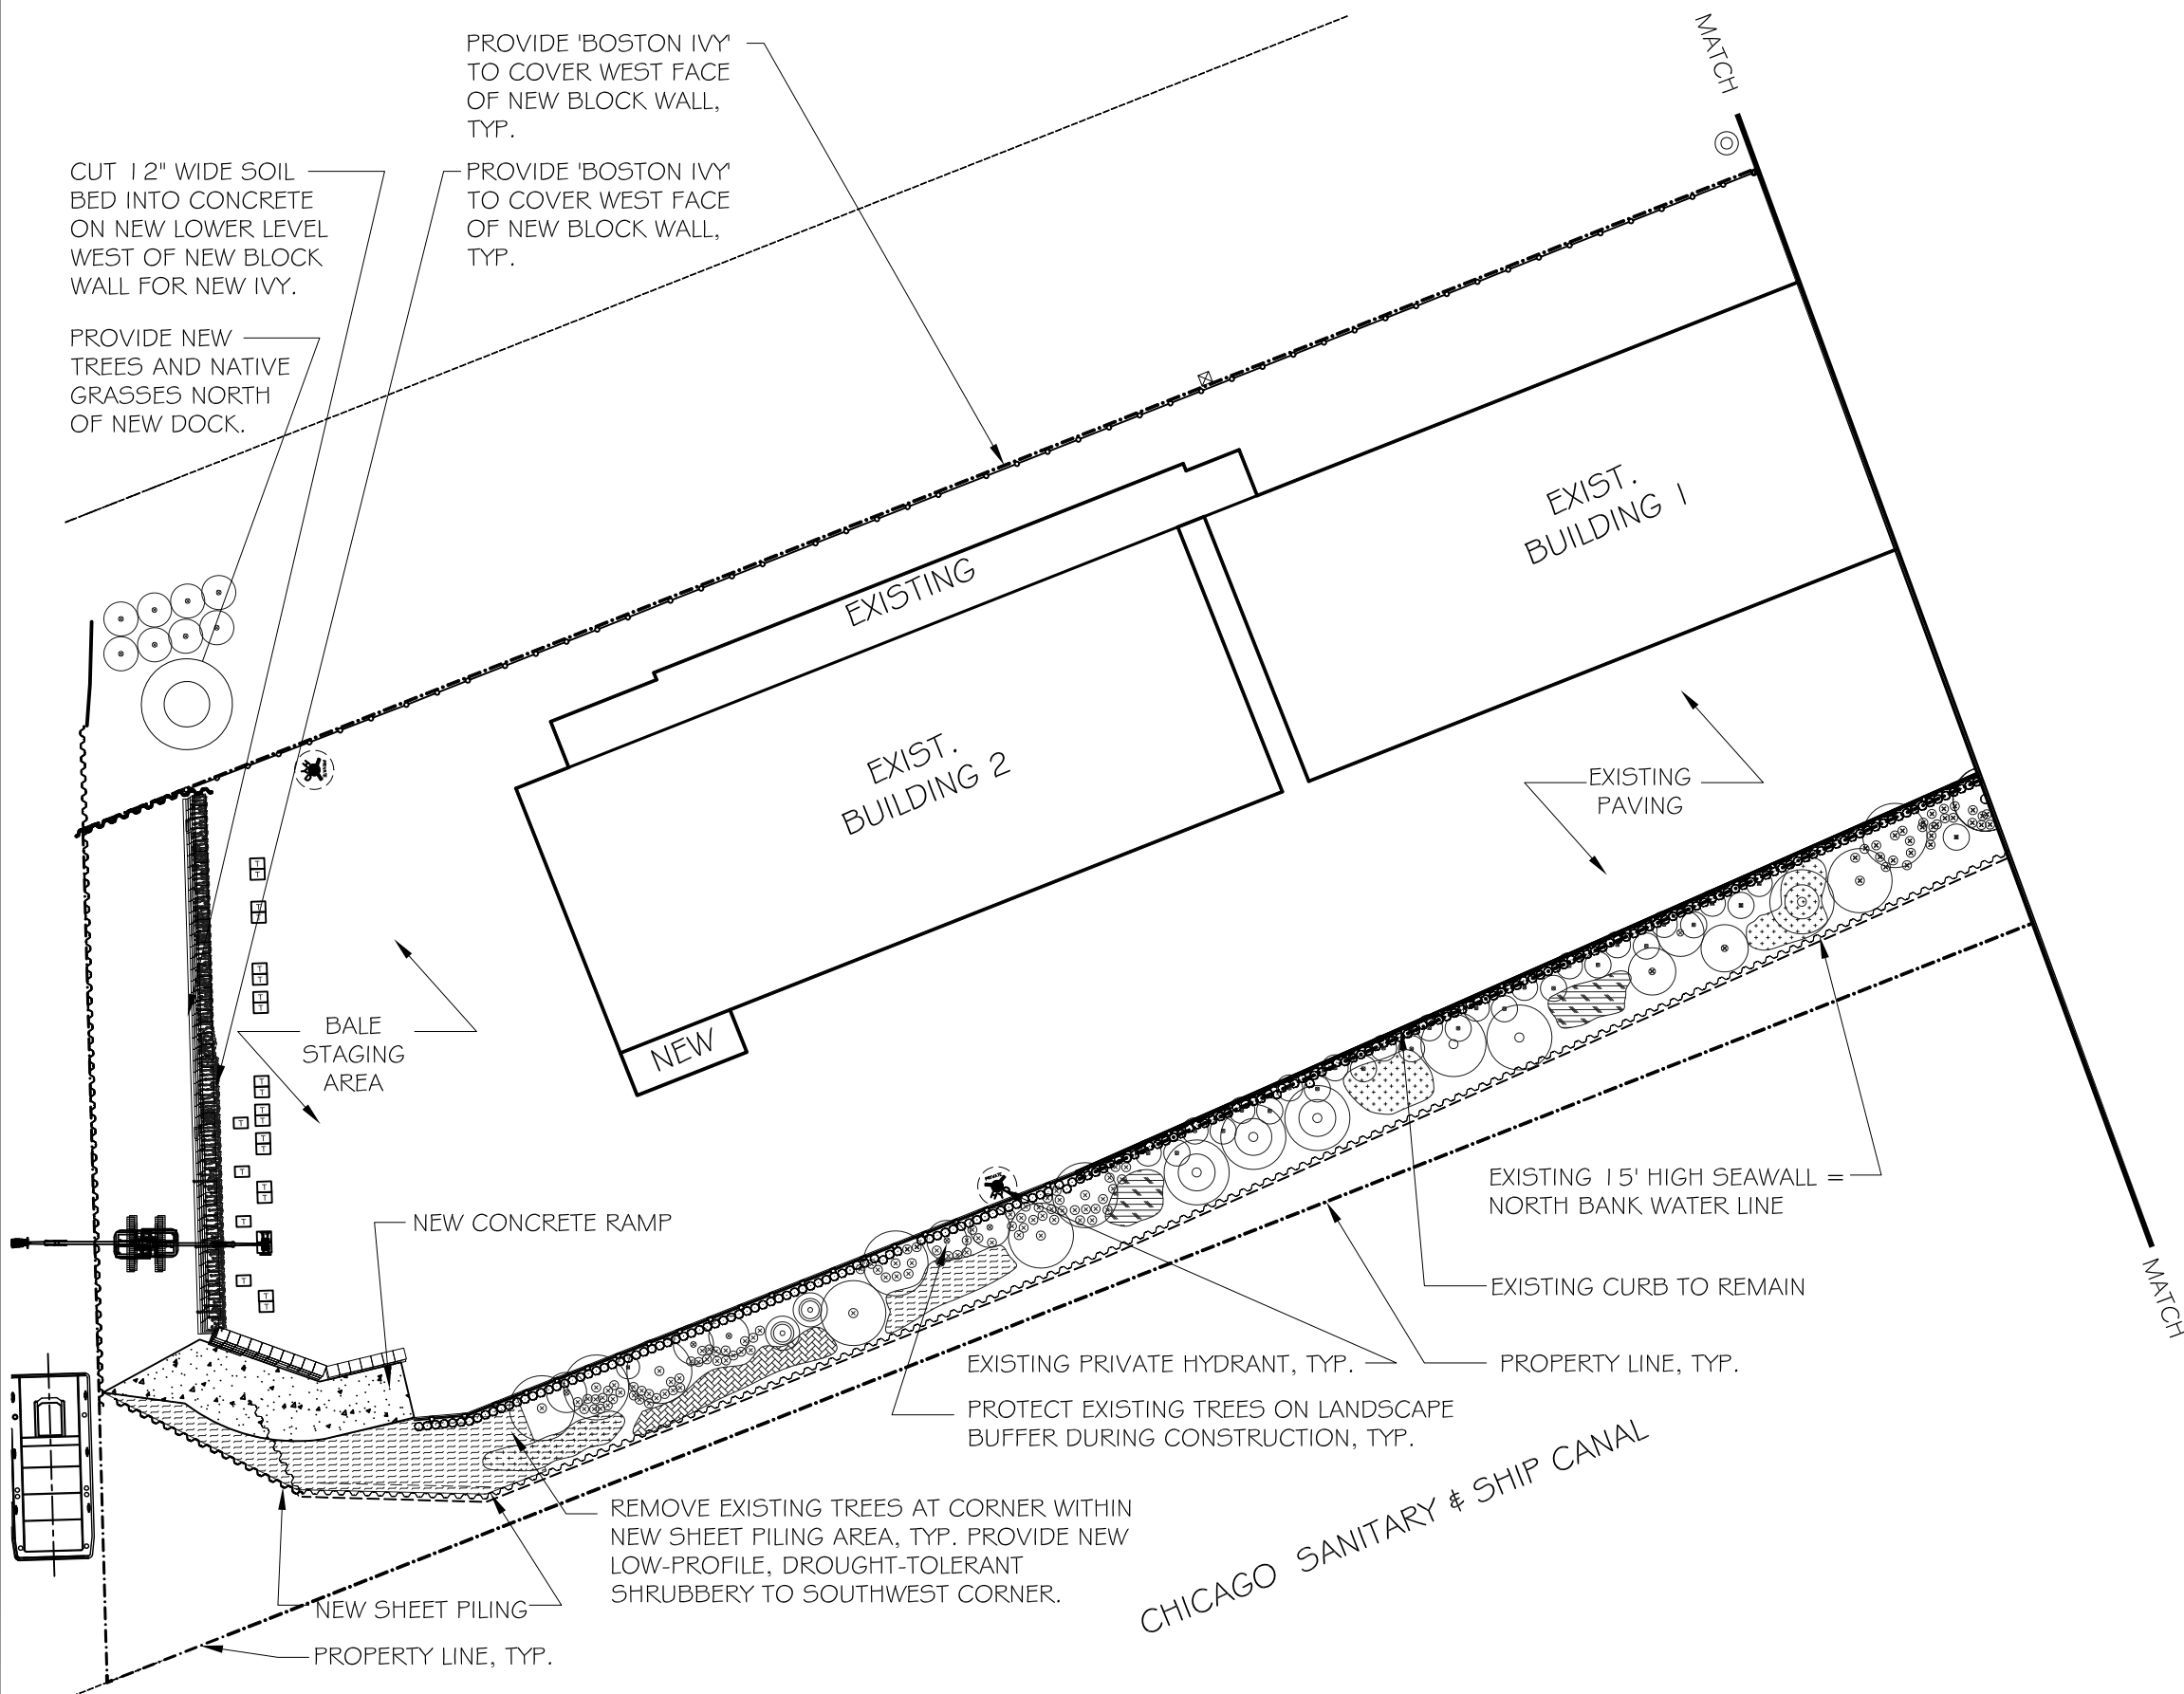 MATCH
PROVIDE 'BOSTON IVY'
TO COVER WEST FACE
OF NEW BLOCK WALL,
TYP.
CUT 12" WIDE SOIL
BED INTO CONCRETE
ON NEW LOWER LEVEL
WEST OF NEW BLOCK
WALL FOR NEW IVY.
PROVIDE 'BOSTON IVY'
TO COVER WEST FACE
OF NEW BLOCK WALL,
TYP.
PROVIDE NEW
TREES AND NATIVE
GRASSES NORTH
OF NEW DOCK.
EXIST.
BUILDING 1
EXISTING
EXIST.
BUILDING 2
EXISTING
PAVING
NEW
BALE
STAGING
AREA
EXISTING 15' HIGH SEAWALL =
NORTH BANK WATER LINE
NEW CONCRETE RAMP
EXISTING CURB TO REMAIN
MATCH
EXISTING PRIVATE HYDRANT, TYP.
PROPERTY LINE, TYP.
PROTECT EXISTING TREES ON LANDSCAPE
BUFFER DURING CONSTRUCTION, TYP.
CHICAGO SANITARY & SHIP CANAL
REMOVE EXISTING TREES AT CORNER WITHIN
NEW SHEET PILING AREA, TYP. PROVIDE NEW
LOW-PROFILE, DROUGHT-TOLERANT
SHRUBBERY TO SOUTHWEST CORNER.
NEW SHEET PILING
PROPERTY LINE, TYP.